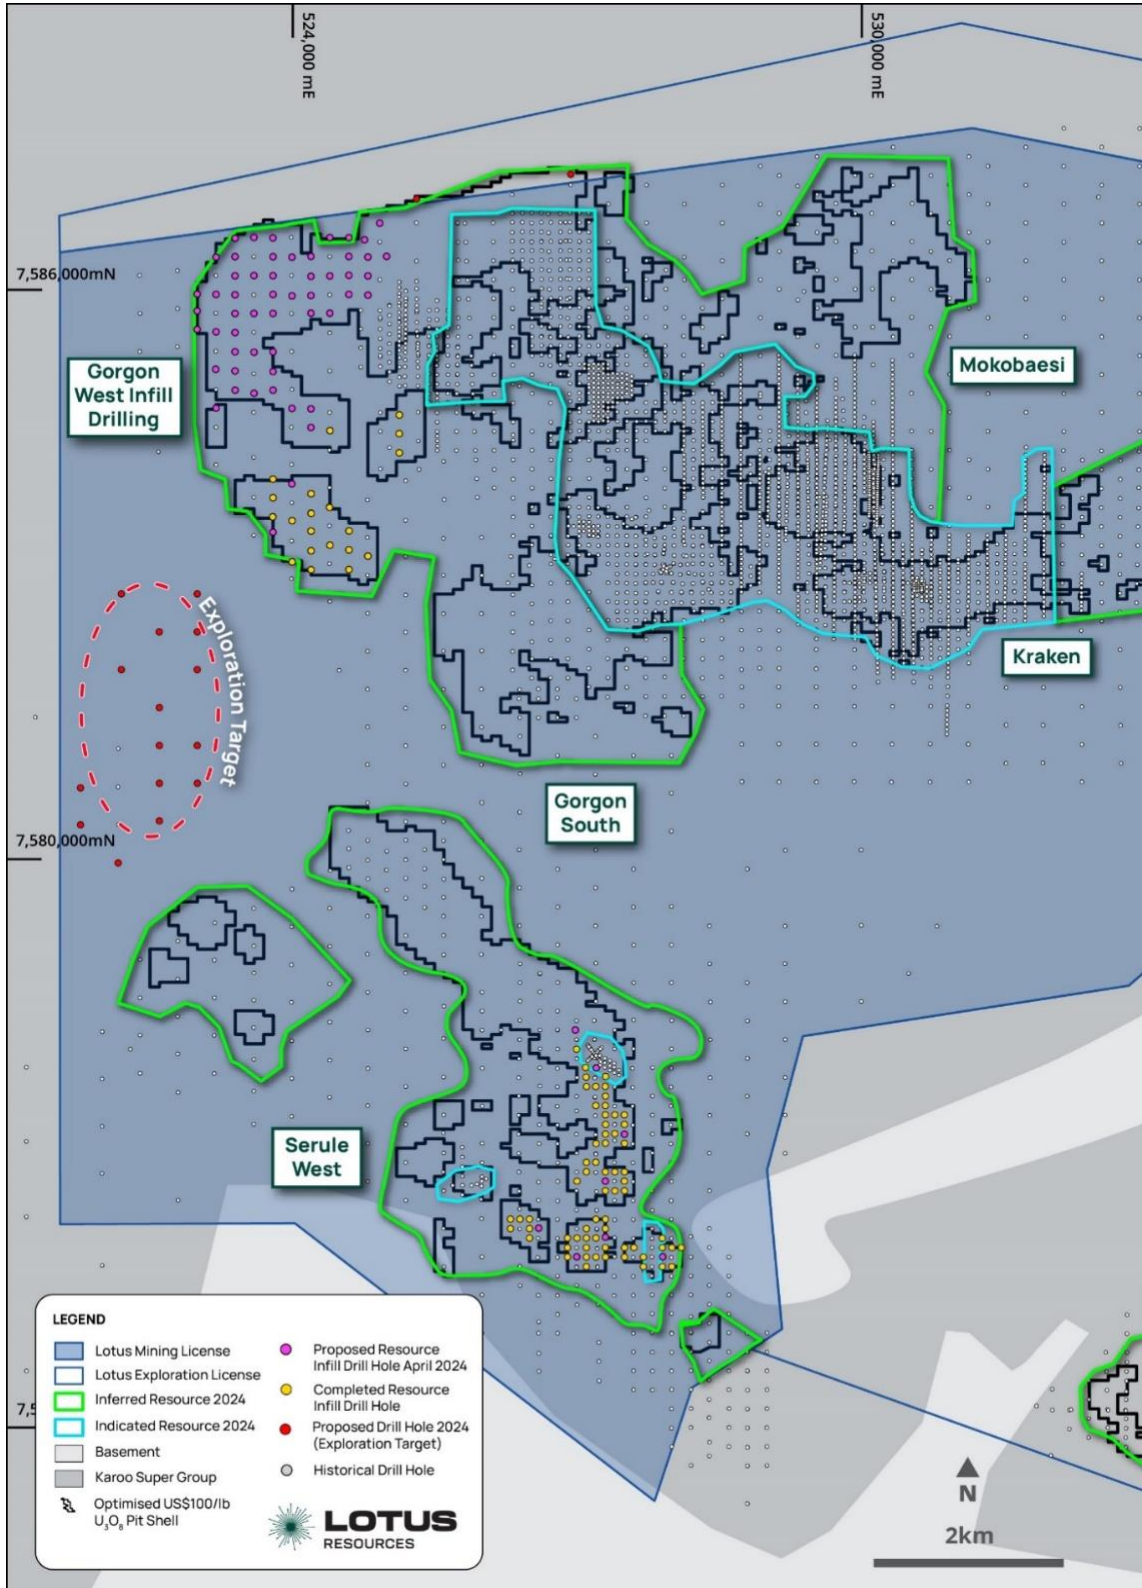 524,000 mE
530,000 mE
7,586,000mN
Gorgon
West Infill
Drilling
Mokobaesi
Exploration Target
Kraken
Gorgon
South
7,580,000mN
Serule
West
7,5
LEGEND
Lotus Mining License
Lotus Exploration License
Inferred Resource 2024
Indicated Resource 2024
Basement
Karoo Super Group
Optimised US$100/lb
U₃O₈ Pit Shell
Proposed Resource
Infill Drill Hole April 2024
Completed Resource
Infill Drill Hole
Proposed Drill Hole 2024
(Exploration Target)
Historical Drill Hole
LOTUS
RESOURCES
N
2km